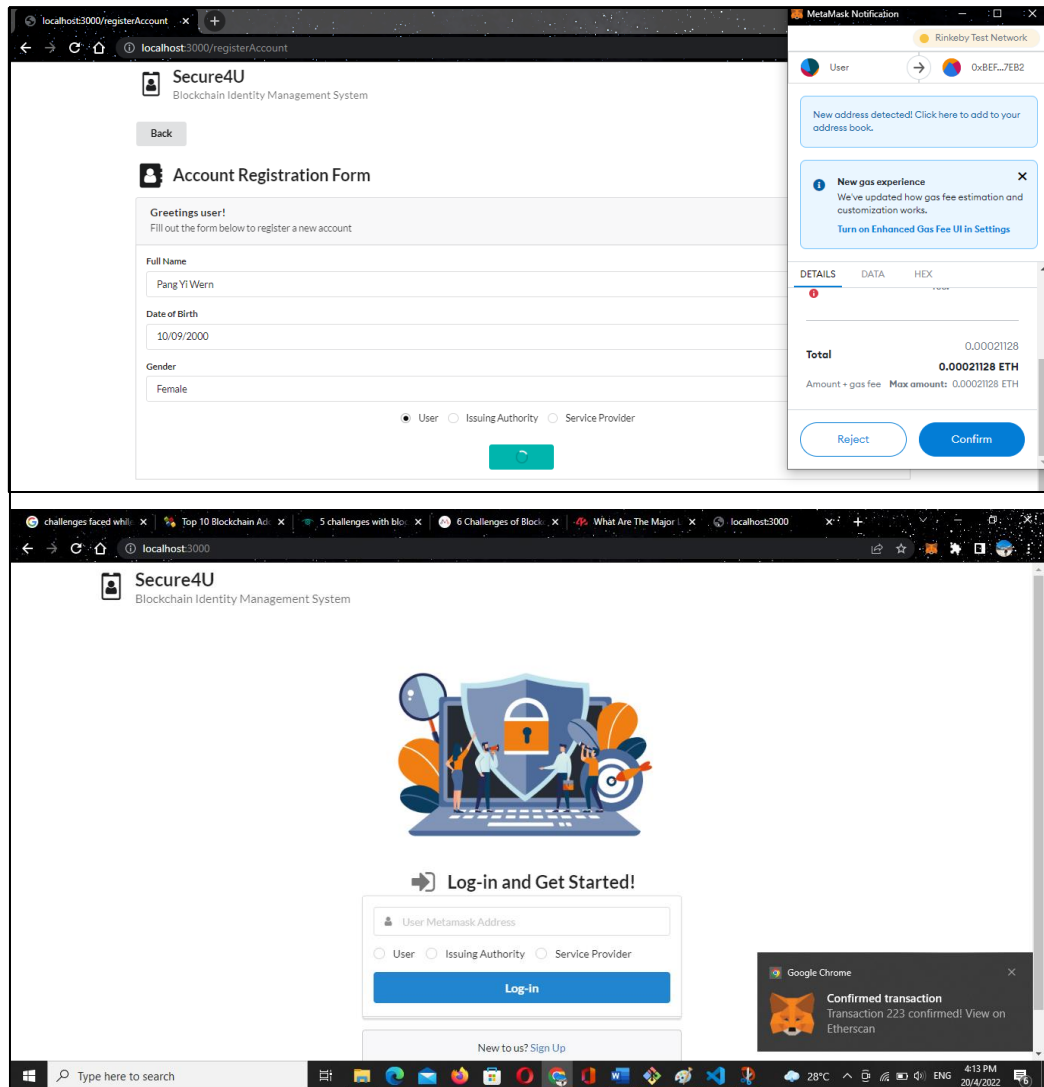 localhost:3000/registerAccount
localhost:3000/registerAccount
Secure4U
Blockchain Identity Management System
Back
Account Registration Form
Greetings user!
Fill out the form below to register a new account
Full Name
Pang Yi Wern
Date of Birth
10/09/2000
Gender
Female
User Issuing Authority Service Provider
MetaMask Notification
Rinkeby Test Network
User 0xBEF...7EB2
New address detected! Click here to add to your
address book.
New gas experience
We've updated how gas fee estimation and
customization works.
Turn on Enhanced Gas Fee UI in Settings
DETAILS DATA HEX
0.00021128
Total
0.00021128 ETH
Amount + gas fee Max amount: 0.00021128 ETH
Reject Confirm
challenges faced while Top 10 Blockchain Ad 5 challenges with blo 6 Challenges of Block What Are The Major L localhost:3000
localhost:3000
Secure4U
Blockchain Identity Management System
Log-in and Get Started!
User Metamask Address
User Issuing Authority Service Provider
Log-in
New to us? Sign Up
Google Chrome
Confirmed transaction
Transaction 223 confirmed! View on
Etherscan
Type here to search
28°C ENG 4:13 PM
20/4/2022
6